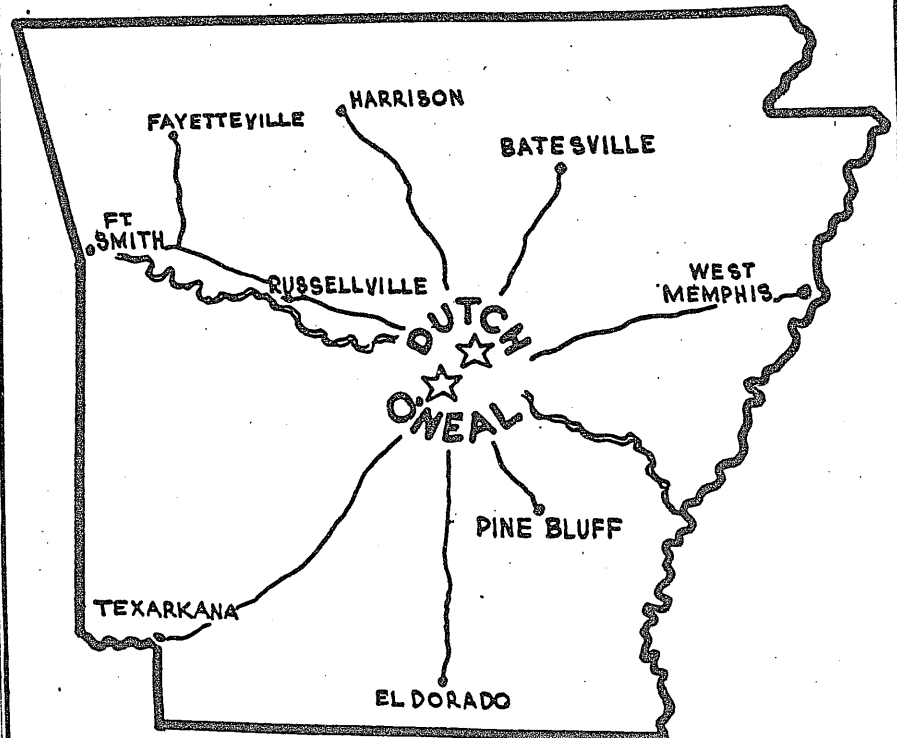 HARRISON
FAYETTEVILLE
BATESVILLE
FT.
SMITH
RUSSELLVILLE
WEST
MEMPHIS
DUTCH
O'NEAL
PINE BLUFF
TEXARKANA
EL DORADO